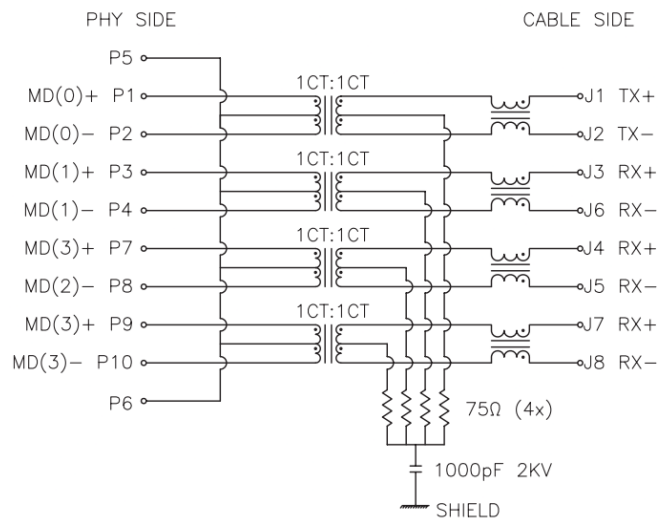 PHY SIDE CABLE SIDE
P5
1CT:1CT
MD(0)+ P1 J1 TX+
MD(0)- P2 J2 TX-
1CT:1CT
MD(1)+ P3 J3 RX+
MD(1)- P4 J6 RX-
1CT:1CT
MD(3)+ P7 J4 RX+
MD(2)- P8 J5 RX-
1CT:1CT
MD(3)+ P9 J7 RX+
MD(3)- P10 J8 RX-
P6
75Ω (4x)
1000pF 2KV
SHIELD